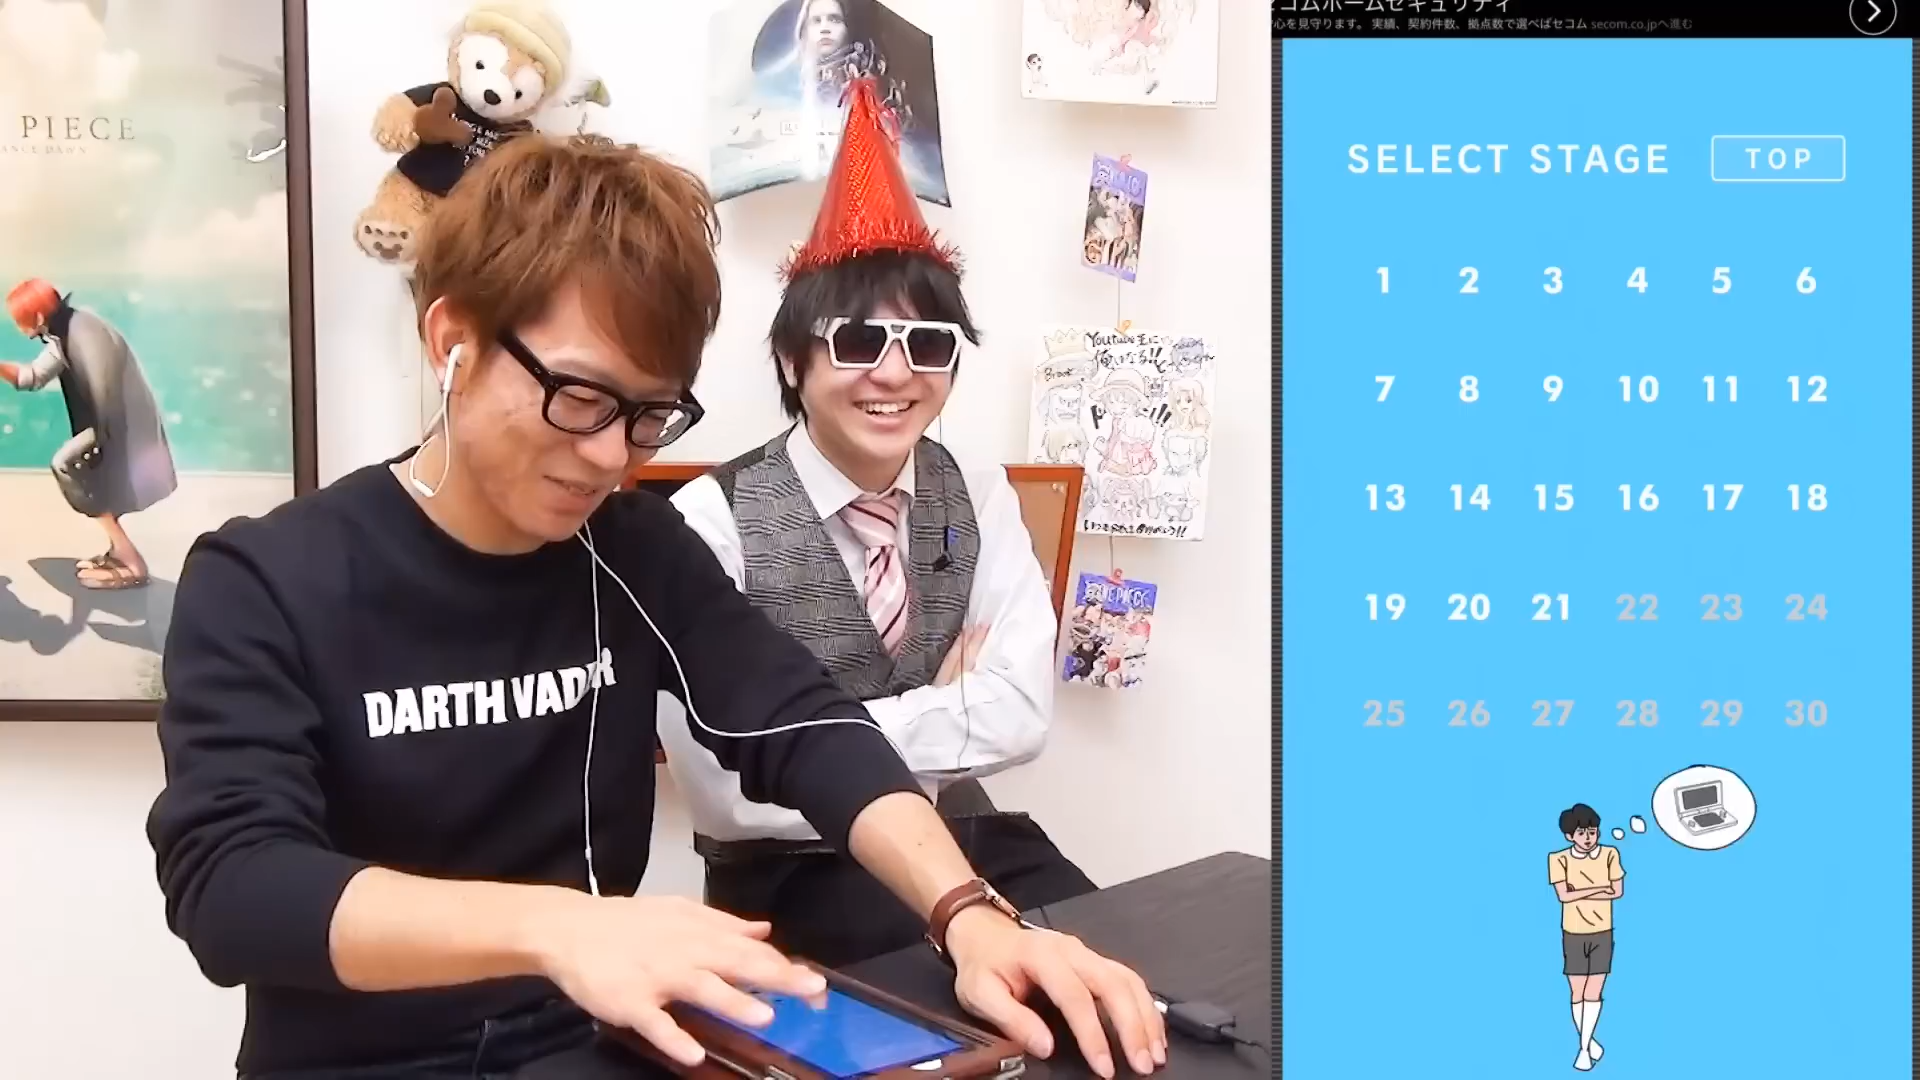 PIECE
DARTH VADER
Youtube王に
俺はなる!!
ONE PIECE
コムホームセキュリティ
心を見守ります。 実績、契約件数、拠点数で選べばセコム secom.co.jpへ進む
SELECT STAGE TOP
1 2 3 4 5 6
7 8 9 10 11 12
13 14 15 16 17 18
19 20 21 22 23 24
25 26 27 28 29 30